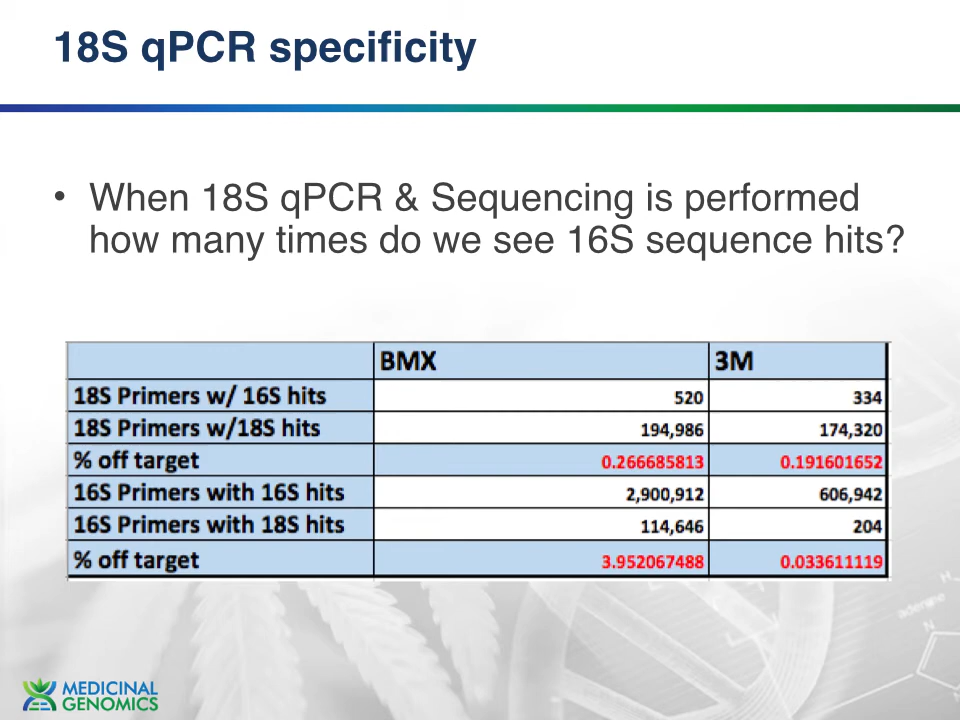 18S qPCR specificity
• When 18S qPCR & Sequencing is performed
how many times do we see 16S sequence hits?
BMX 3M
18S Primers w/ 16S hits 520 334
18S Primers w/18S hits 194,986 174,320
% off target 0.266685813 0.191601652
16S Primers with 16S hits 2,900,912 606,942
16S Primers with 18S hits 114,646 204
% off target 3.952067488 0.033611119
adenine
N
N
H
MEDICINAL
GENOMICS